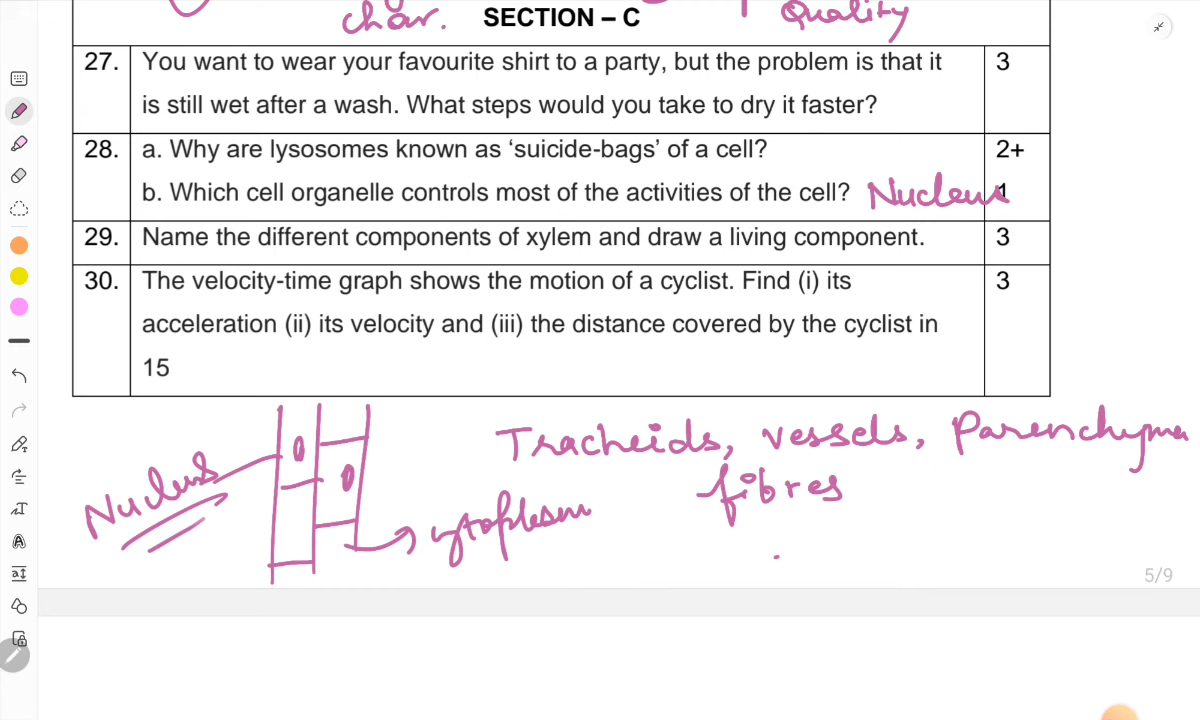 char.
SECTION – C
Quality
27. You want to wear your favourite shirt to a party, but the problem is that it 3
is still wet after a wash. What steps would you take to dry it faster?
28. a. Why are lysosomes known as ‘suicide-bags’ of a cell? 2+
b. Which cell organelle controls most of the activities of the cell? Nucleus 1
29. Name the different components of xylem and draw a living component. 3
30. The velocity-time graph shows the motion of a cyclist. Find (i) its 3
acceleration (ii) its velocity and (iii) the distance covered by the cyclist in
15
Tracheids, vessels, Parenchyma
fibres
Nucleus
cytoplasm
5/9